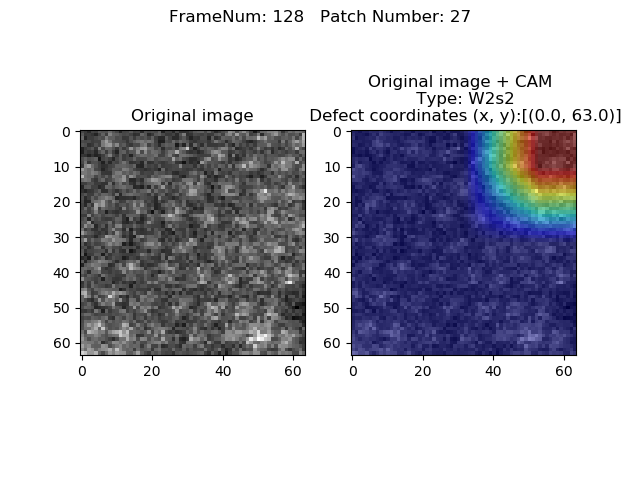 FrameNum: 128   Patch Number: 27
Original image
0
10
20
30
40
50
60
0 20 40 60
Original image + CAM
Type: W2s2
Defect coordinates (x, y):[(0.0, 63.0)]
0
10
20
30
40
50
60
0 20 40 60